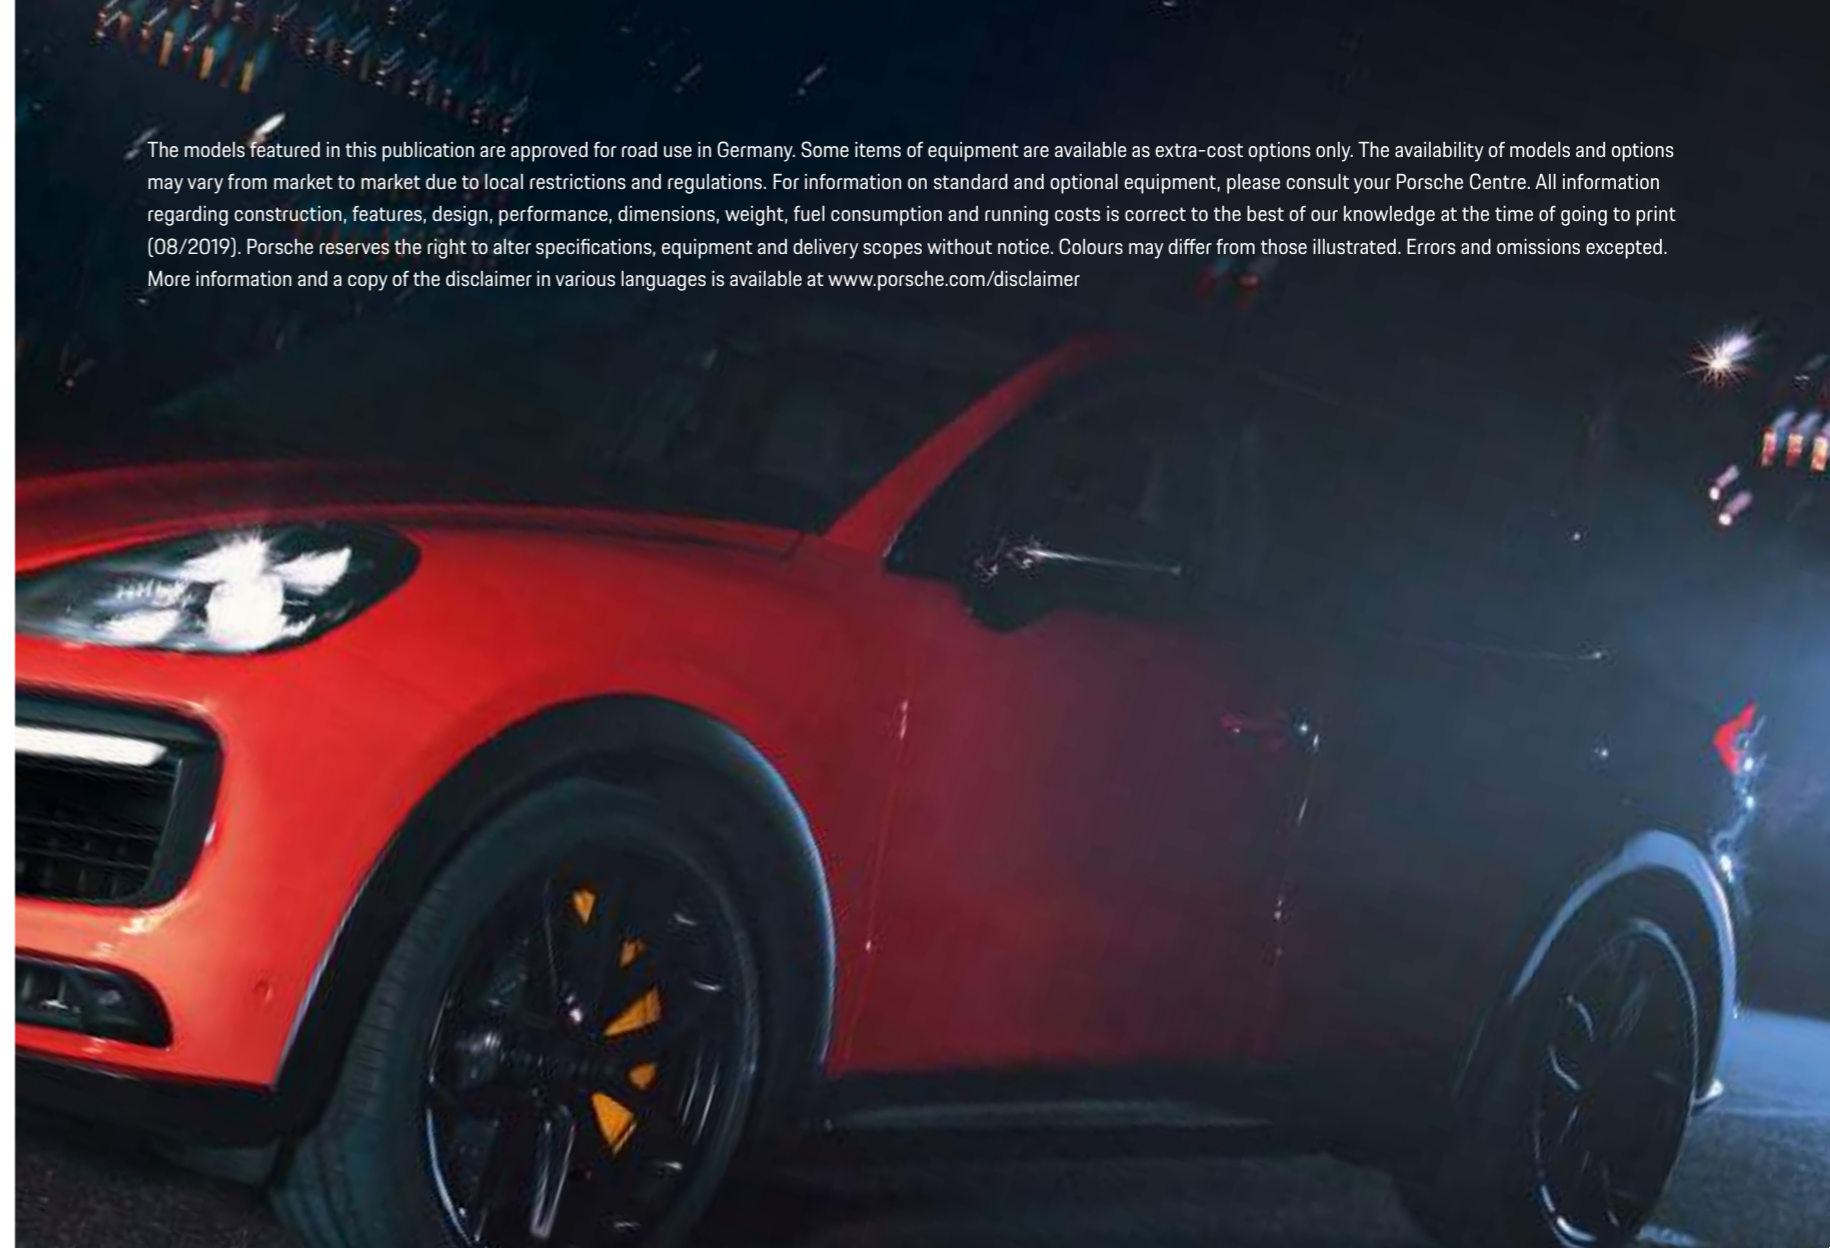 The models featured in this publication are approved for road use in Germany. Some items of equipment are available as extra-cost options only. The availability of models and options
may vary from market to market due to local restrictions and regulations. For information on standard and optional equipment, please consult your Porsche Centre. All information
regarding construction, features, design, performance, dimensions, weight, fuel consumption and running costs is correct to the best of our knowledge at the time of going to print
(08/2019). Porsche reserves the right to alter specifications, equipment and delivery scopes without notice. Colours may differ from those illustrated. Errors and omissions excepted.
More information and a copy of the disclaimer in various languages is available at www.porsche.com/disclaimer